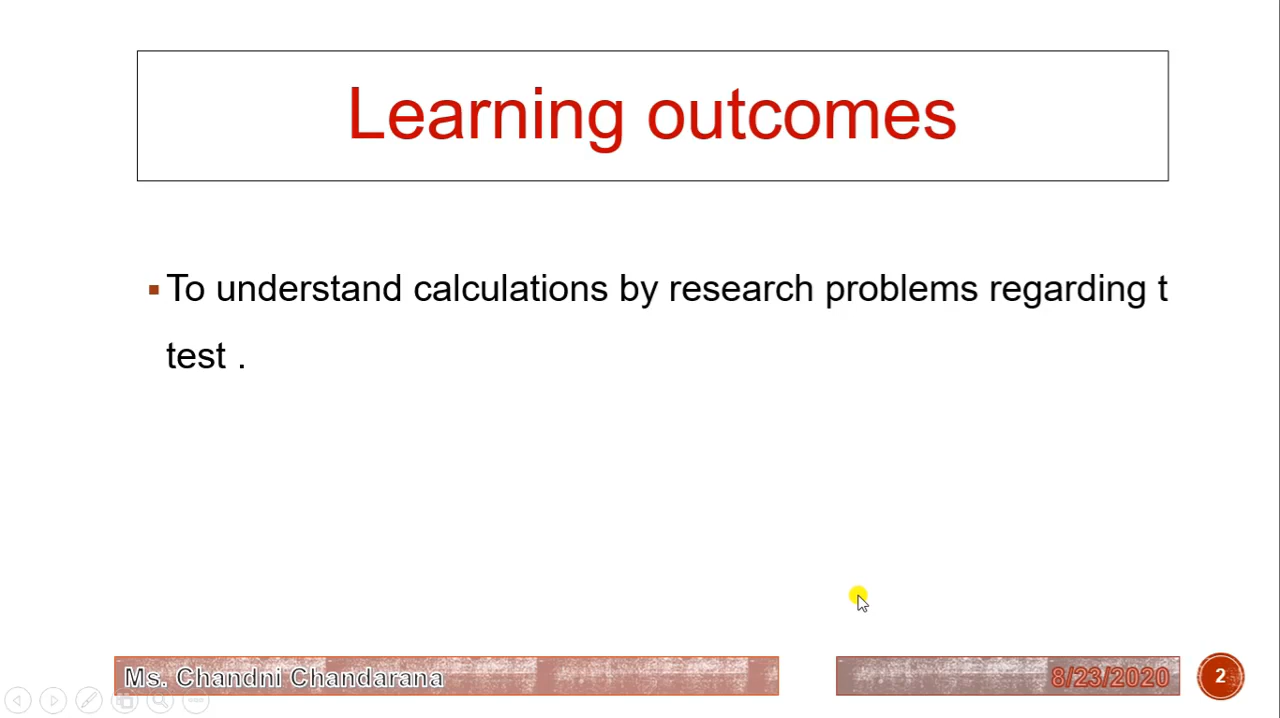 Learning outcomes
To understand calculations by research problems regarding t
test .
Ms. Chandni Chandarana
8/23/2020
2